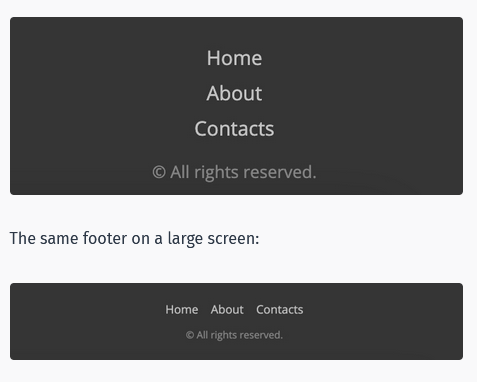 Home
About
Contacts
© All rights reserved.
The same footer on a large screen:
Home About Contacts
© All rights reserved.